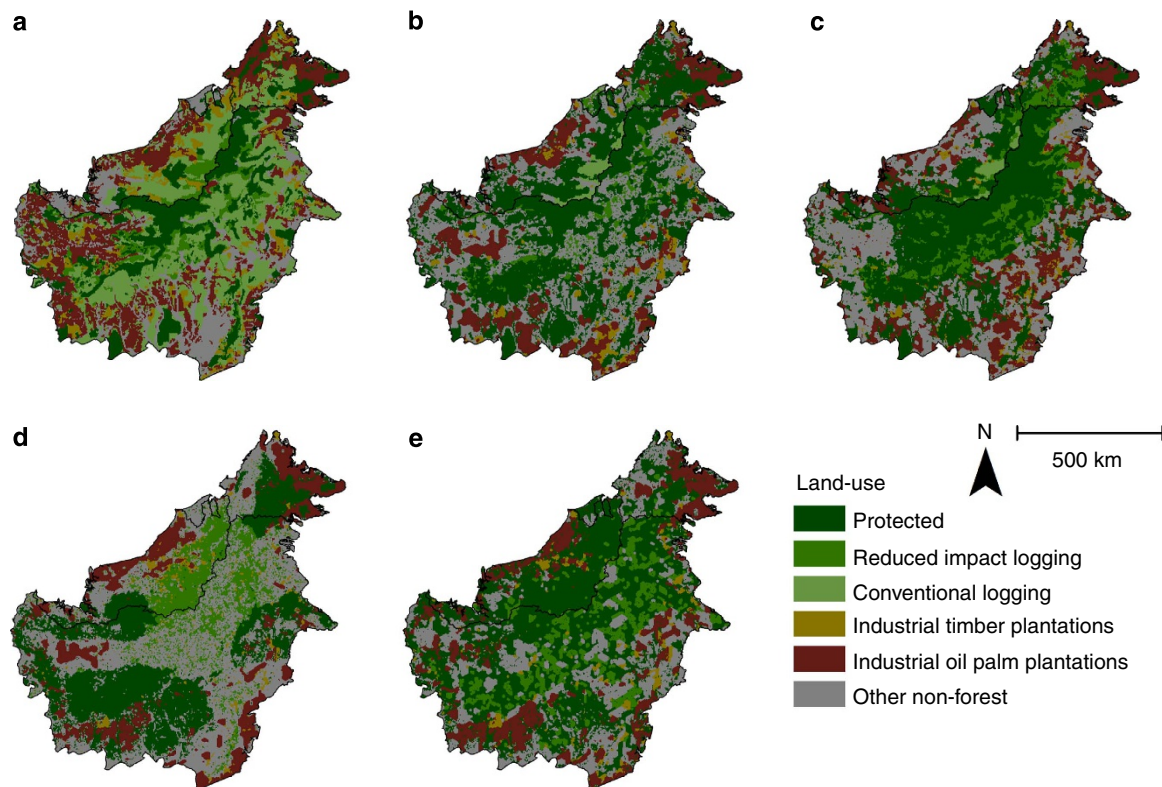 a
b
c
d
e
N
500 km
Land-use
Protected
Reduced impact logging
Conventional logging
Industrial timber plantations
Industrial oil palm plantations
Other non-forest